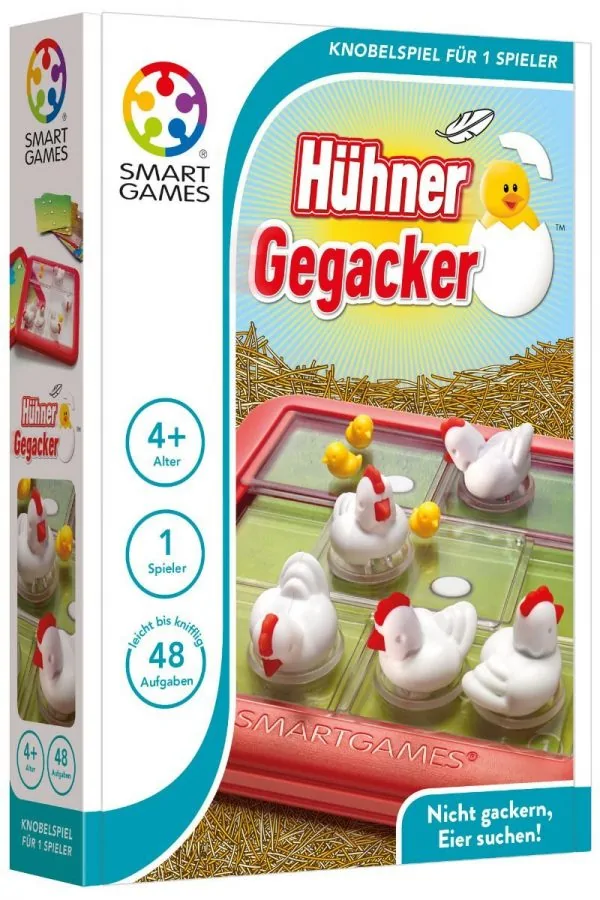 KNOBELSPIEL FÜR 1 SPIELER
SMART
GAMES
®
SMART
GAMES
®
Hühner
Gegacker
™
Hühner
Gegacker
™
4+
Alter
1
Spieler
leicht bis knifflig
48
Aufgaben
SMARTGAMES®
4+
Alter
48
Aufgaben
KNOBELSPIEL
FÜR 1 SPIELER
Nicht gackern,
Eier suchen!